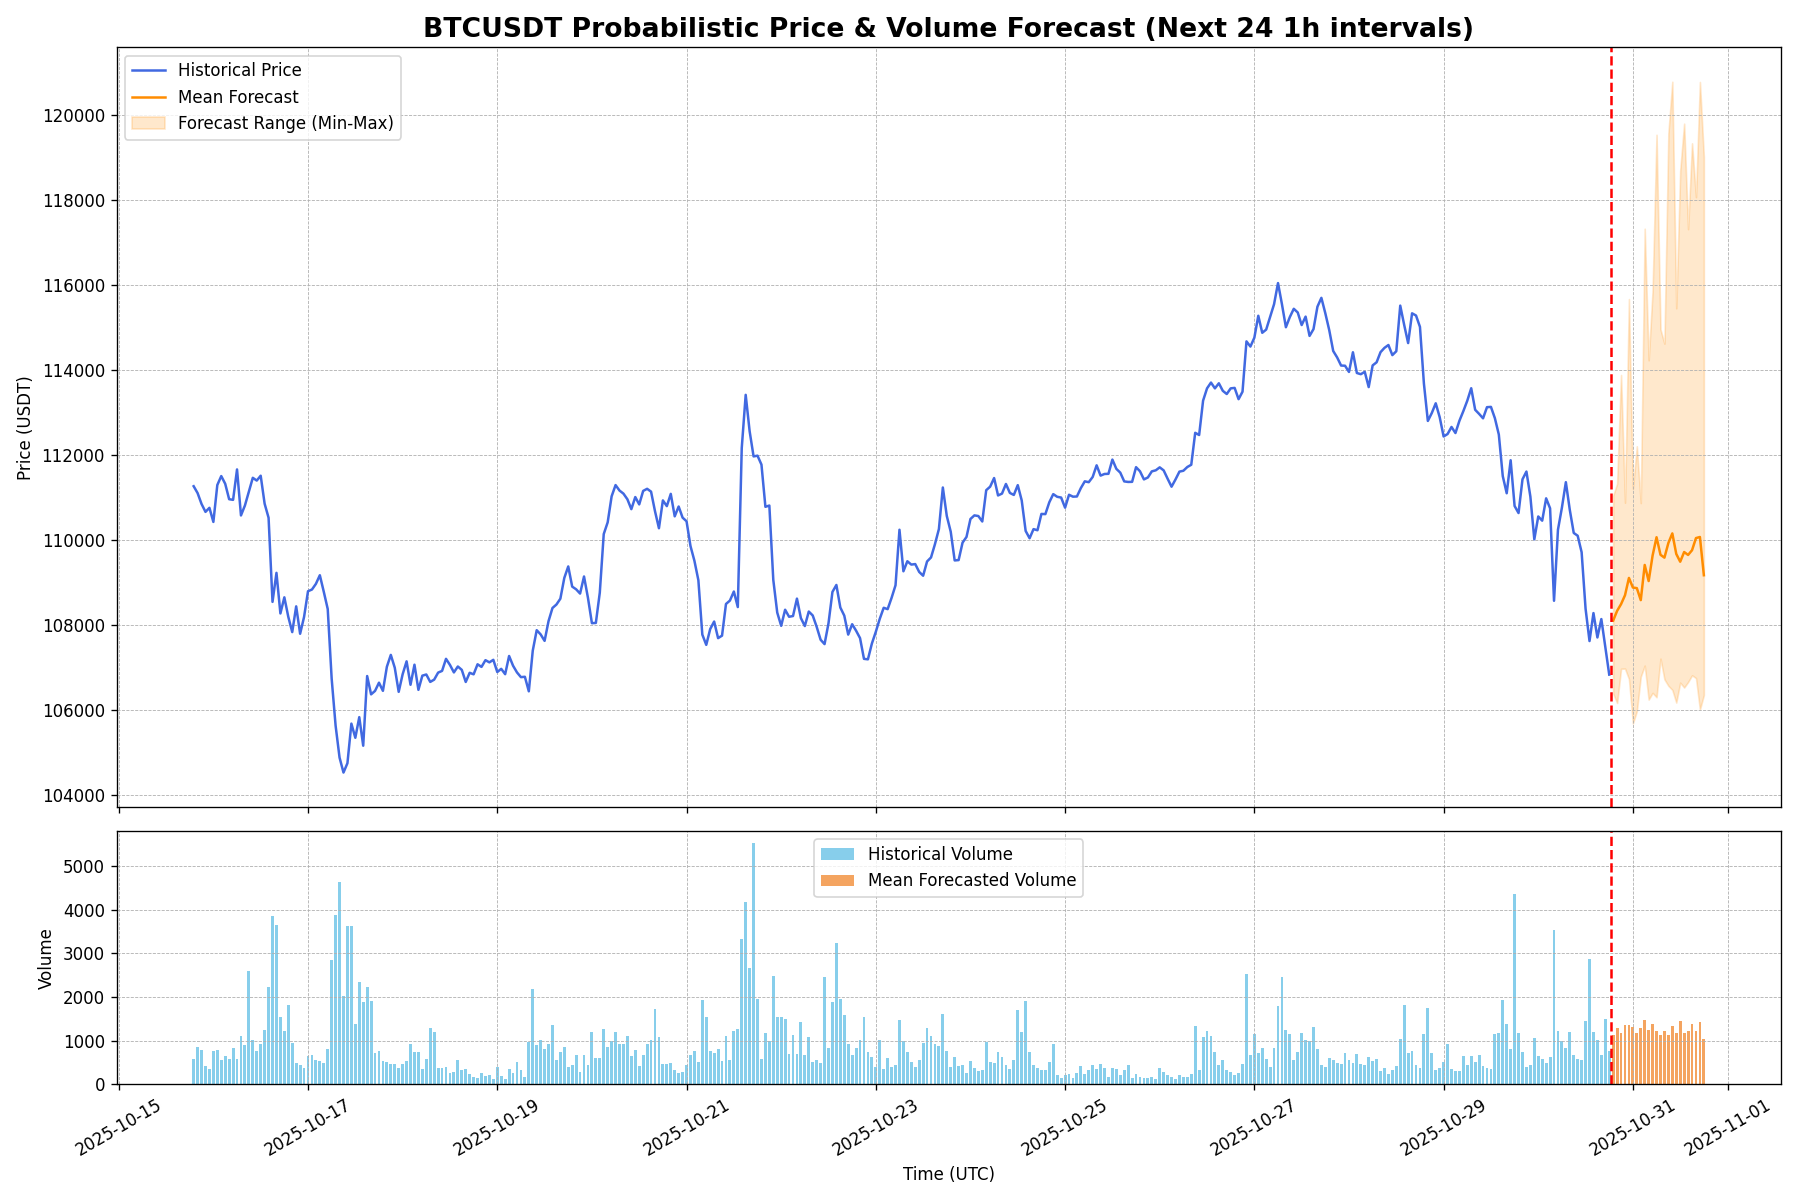 BTCUSDT Probabilistic Price & Volume Forecast (Next 24 1h intervals)
Historical Price
Mean Forecast
Forecast Range (Min-Max)
Price (USDT)
120000
118000
116000
114000
112000
110000
108000
106000
104000
Historical Volume
Mean Forecasted Volume
Volume
5000
4000
3000
2000
1000
0
2025-10-15
2025-10-17
2025-10-19
2025-10-21
2025-10-23
2025-10-25
2025-10-27
2025-10-29
2025-10-31
2025-11-01
Time (UTC)